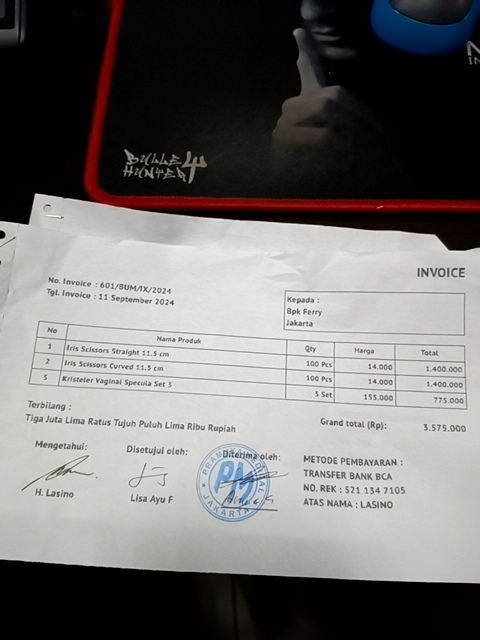 BULLET
HUNTER
N
IN
INVOICE
No. Invoice : 601/BUM/IX/2024
Tgl. Invoice : 11 September 2024
Kepada :
Bpk Ferry
Jakarta
No Nama Produk Qty Harga Total
1 Iris Scissors Straight 11.5 cm 100 Pcs 14.000 1.400.000
2 Iris Scissors Curved 11.5 cm 100 Pcs 14.000 1.400.000
3 Kristeler Vaginal Specula Set 3 5 Set 155.000 775.000
Terbilang :
Tiga Juta Lima Ratus Tujuh Puluh Lima Ribu Rupiah
Grand total (Rp): 3.575.000
Mengetahui: Disetujui oleh: Diterima oleh:
H. Lasino Lisa Ayu F
JAKARTA
METODE PEMBAYARAN :
TRANSFER BANK BCA
NO. REK : 521 134 7105
ATAS NAMA : LASINO